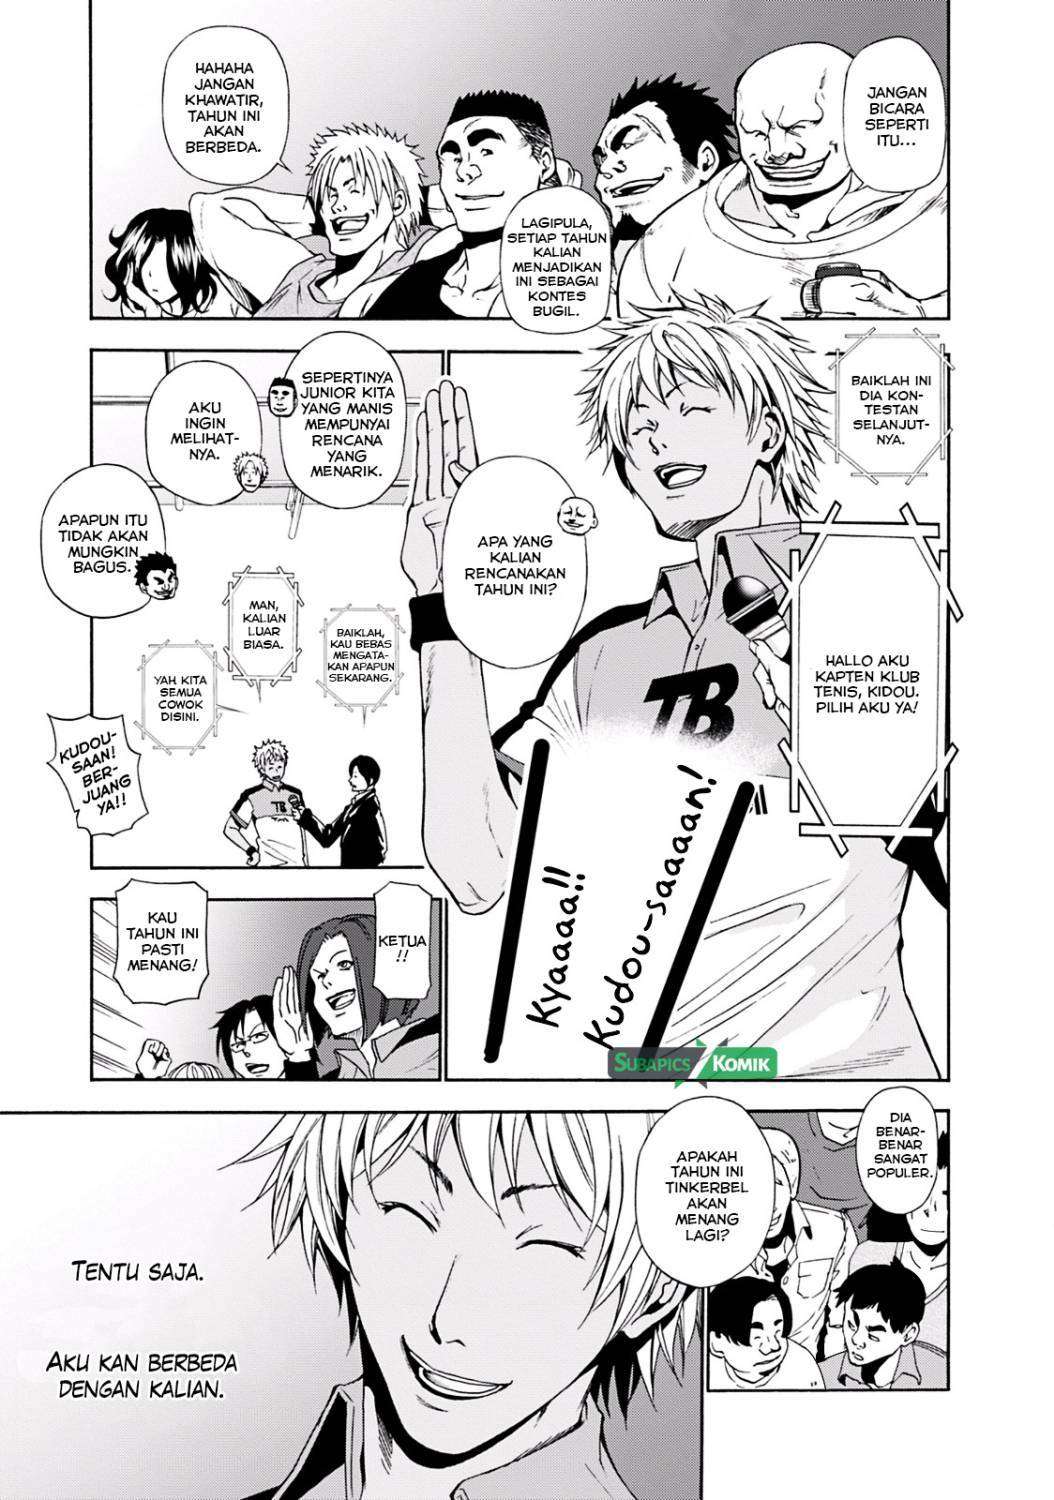 JANGAN
BICARA
SEPERTI
ITU...
HAHAHA
JANGAN
KHAWATIR,
TAHUN INI
AKAN
BERBEDA.
LAGIPULA,
SETIAP TAHUN
KALIAN
MENJADIKAN
INI SEBAGAI
KONTES
BUGIL.
BAIKLAH INI
DIA KON-
TESTAN
SELANJUT-
NYA.
HALLO AKU
KAPTEN KLUB
TENIS, KIDOU.
PILIH AKU YA!
TB
APA YANG
KALIAN
RENCANAKAN
TAHUN INI?
Kudou-saaaan!
Kyaaaa!!
SEPERTINYA
JUNIOR KITA
YANG MANIS
MEMPUNYAI
RENCANA
YANG
MENARIK.
AKU
INGIN
MELIHAT-
NYA.
APAPUN ITU
TIDAK AKAN
MUNGKIN
BAGUS.
BAIKLAH,
KAU BEBAS
MENGATA-
KAN APAPUN
SEKARANG.
MAN,
KALIAN
LUAR
BIASA.
YAH KITA
SEMUA
COWOK
DISINI.
KUDOU-
SAAN!
BER-
JUANG
YA!!
TB
KETUA
!!
KAU
TAHUN INI
PASTI
MENANG!
SUBAPICS KOMIK
DIA
BENAR-
BENAR
SANGAT
POPULER.
APAKAH
TAHUN INI
TINKERBEL
AKAN
MENANG
LAGI?
TENTU SAJA.
AKU KAN BERBEDA
DENGAN KALIAN.